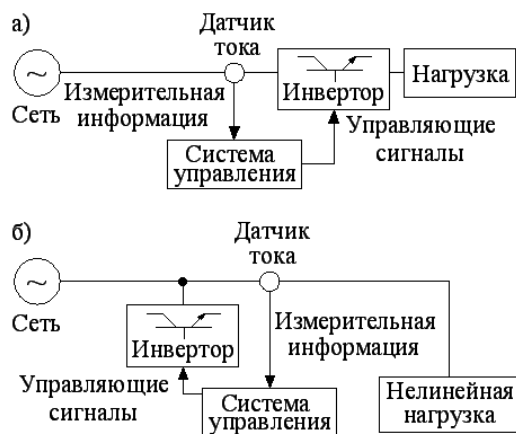 а)
Датчик
тока
~
Сеть
Измерительная
информация
Инвертор
Нагрузка
Управляющие
сигналы
Система
управления
б)
Датчик
тока
~
Сеть
Инвертор
Измерительная
информация
Управляющие
сигналы
Система
управления
Нелинейная
нагрузка